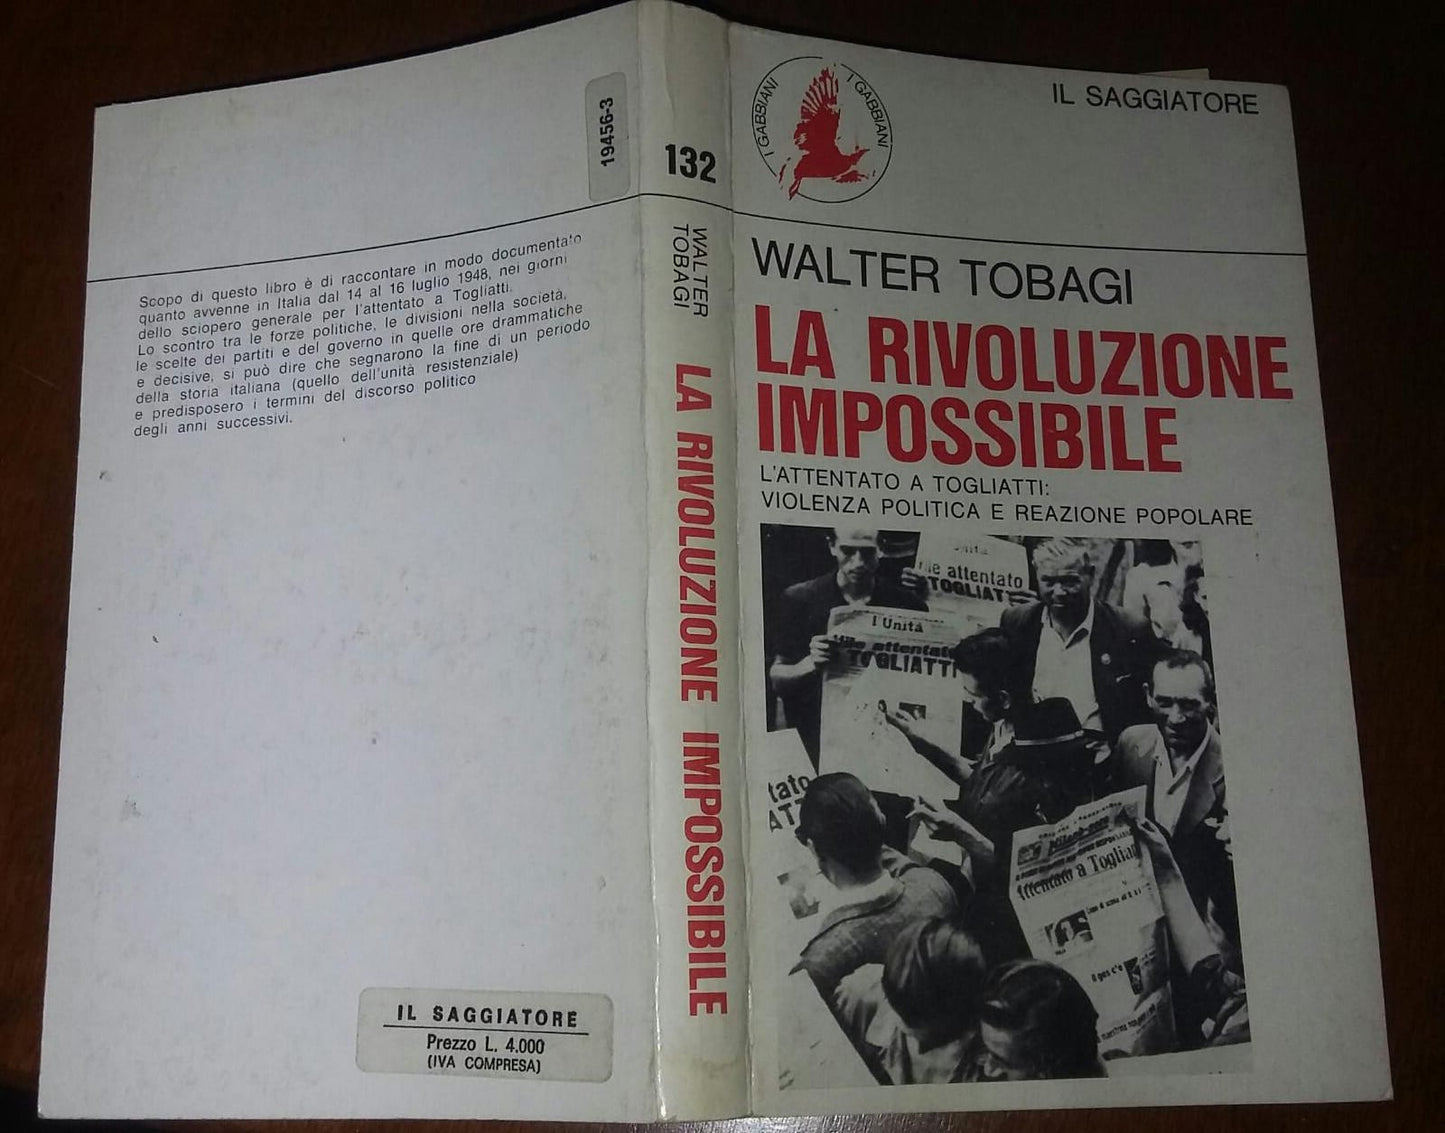 19456-3
Scopo di questo libro è di raccontare in modo documentato
quanto avvenne in Italia dal 14 al 16 luglio 1948, nei giorni
dello sciopero generale per l'attentato a Togliatti.
Lo scontro tra le forze politiche, le divisioni nella società,
le scelte dei partiti e del governo in quelle ore drammatiche
e decisive, si può dire che segnarono la fine di un periodo
della storia italiana (quello dell'unità resistenziale)
e predisposero i termini del discorso politico
degli anni successivi.
IL SAGGIATORE
Prezzo L. 4.000
(IVA COMPRESA)
132
WALTER
TOBAGI
LA RIVOLUZIONE IMPOSSIBILE
I GABBIANI I GABBIANI
IL SAGGIATORE
WALTER TOBAGI
LA RIVOLUZIONE
IMPOSSIBILE
L'ATTENTATO A TOGLIATTI:
VIOLENZA POLITICA E REAZIONE POPOLARE
attentato
TOGLIATTI
l'Unità
Vile attentato
TOGLIATTI
tato
Attentato a Togliatti